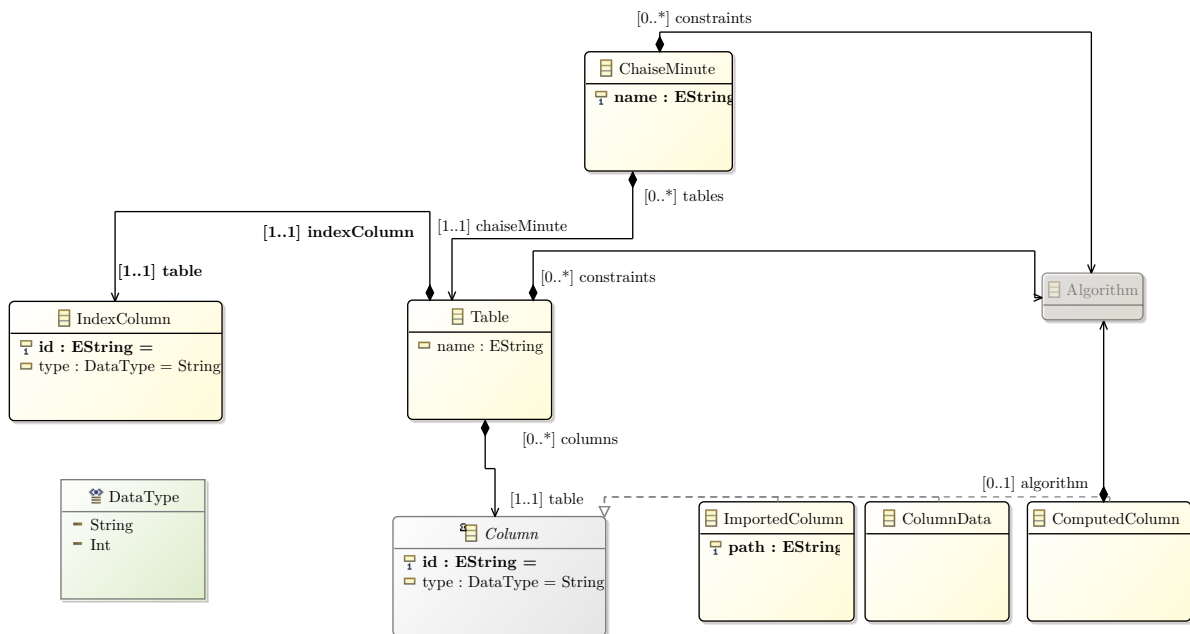 [0..*] constraints
ChaiseMinute
name : EString
[0..*] tables
[1..1] chaiseMinute
[1..1] indexColumn
[1..1] table
[0..*] constraints
Algorithm
IndexColumn
id : EString =
type : DataType = String
Table
name : EString
[0..*] columns
[1..1] table
[0..1] algorithm
DataType
String
Int
Column
id : EString =
type : DataType = String
ImportedColumn
path : EString
ColumnData
ComputedColumn